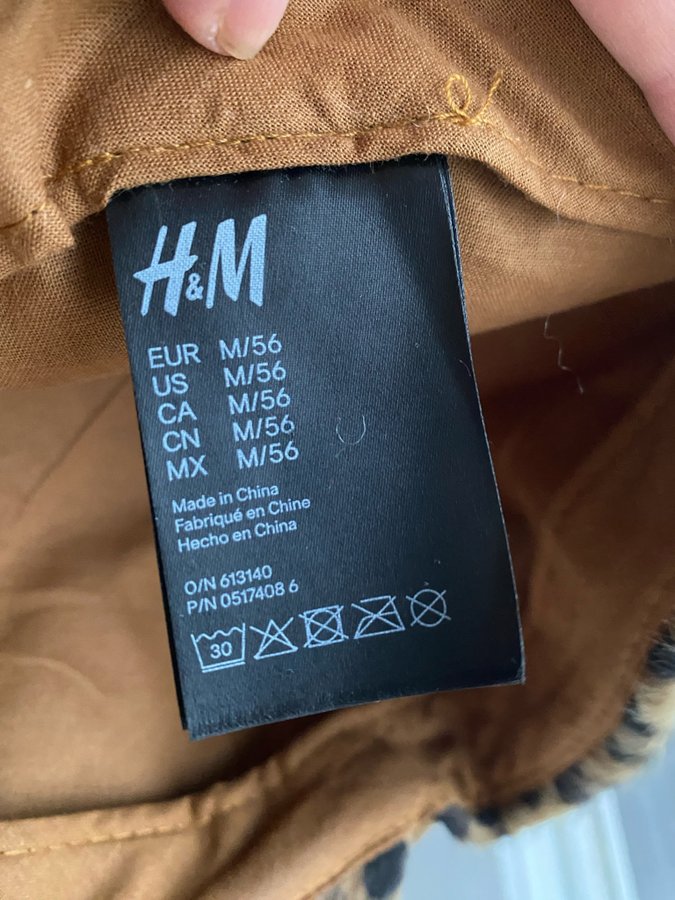 H&M
EUR M/56
US M/56
CA M/56
CN M/56
MX M/56
Made in China
Fabriqué en Chine
Hecho en China
O/N 613140
P/N 0517408 6
30